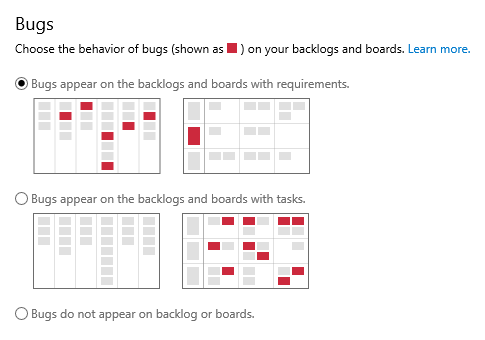 Bugs
Choose the behavior of bugs (shown as ) on your backlogs and boards. Learn more.
Bugs appear on the backlogs and boards with requirements.
Bugs appear on the backlogs and boards with tasks.
Bugs do not appear on backlog or boards.